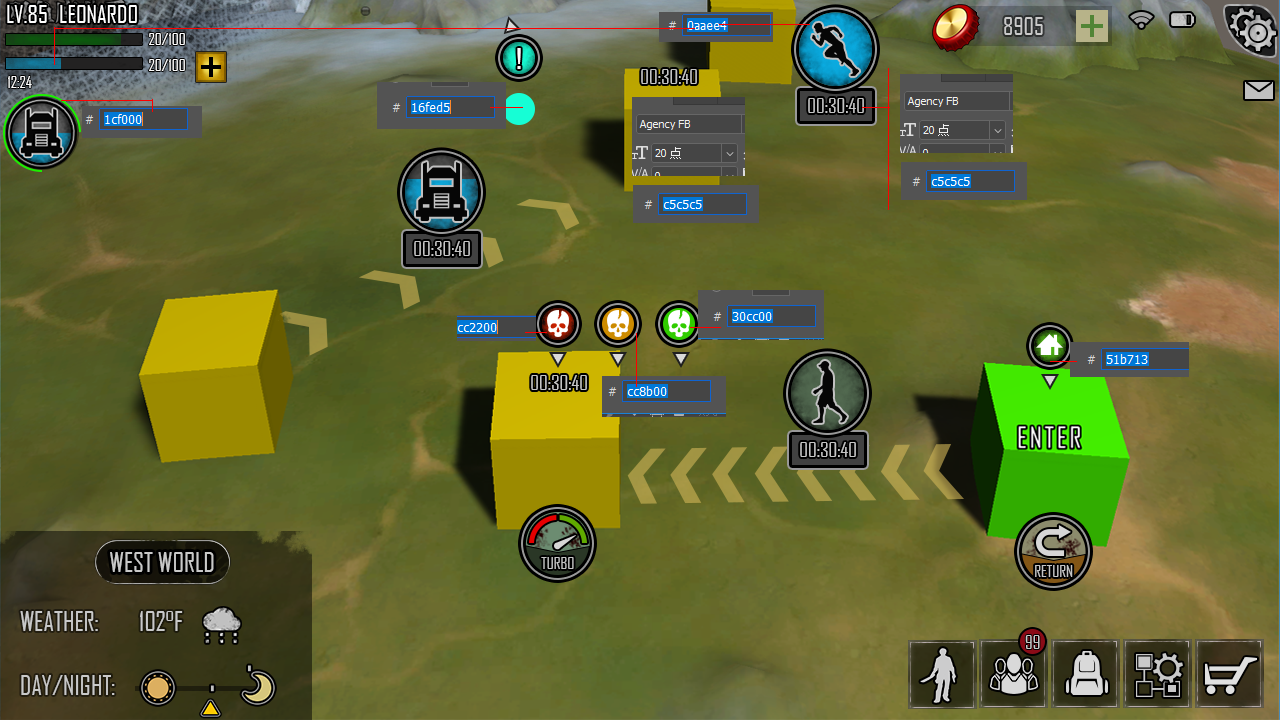 LV.85 LEONARDO
20/100
20/100
12:24
# 1cf000
# 16fed5
# 0aaee4
8905
00:30:40
00:30:40
Agency FB
20 点
# c5c5c5
Agency FB
20 点
# c5c5c5
00:30:40
cc2200
# 30cc00
# 51b713
00:30:40
# cc8b00
00:30:40
ENTER
TURBO
RETURN
WEST WORLD
WEATHER: 102°F
DAY/NIGHT:
99